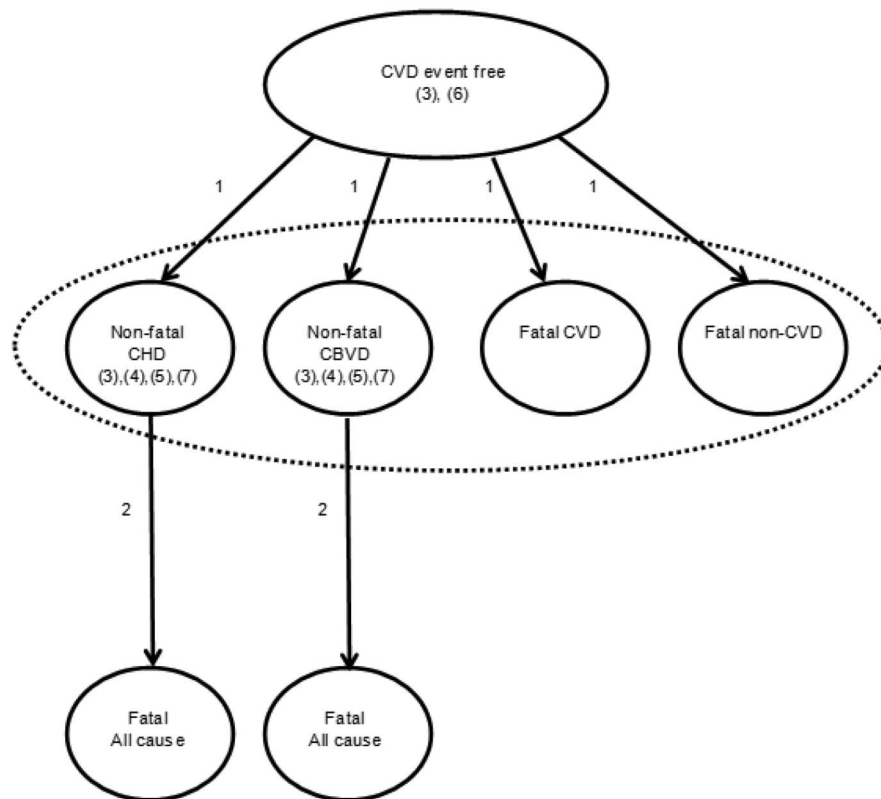 CVD event free
(3), (6)
1
1
1
1
Non-fatal
CHD
(3),(4),(5),(7)
Non-fatal
CBVD
(3),(4),(5),(7)
Fatal CVD
Fatal non-CVD
2
2
Fatal
All cause
Fatal
All cause